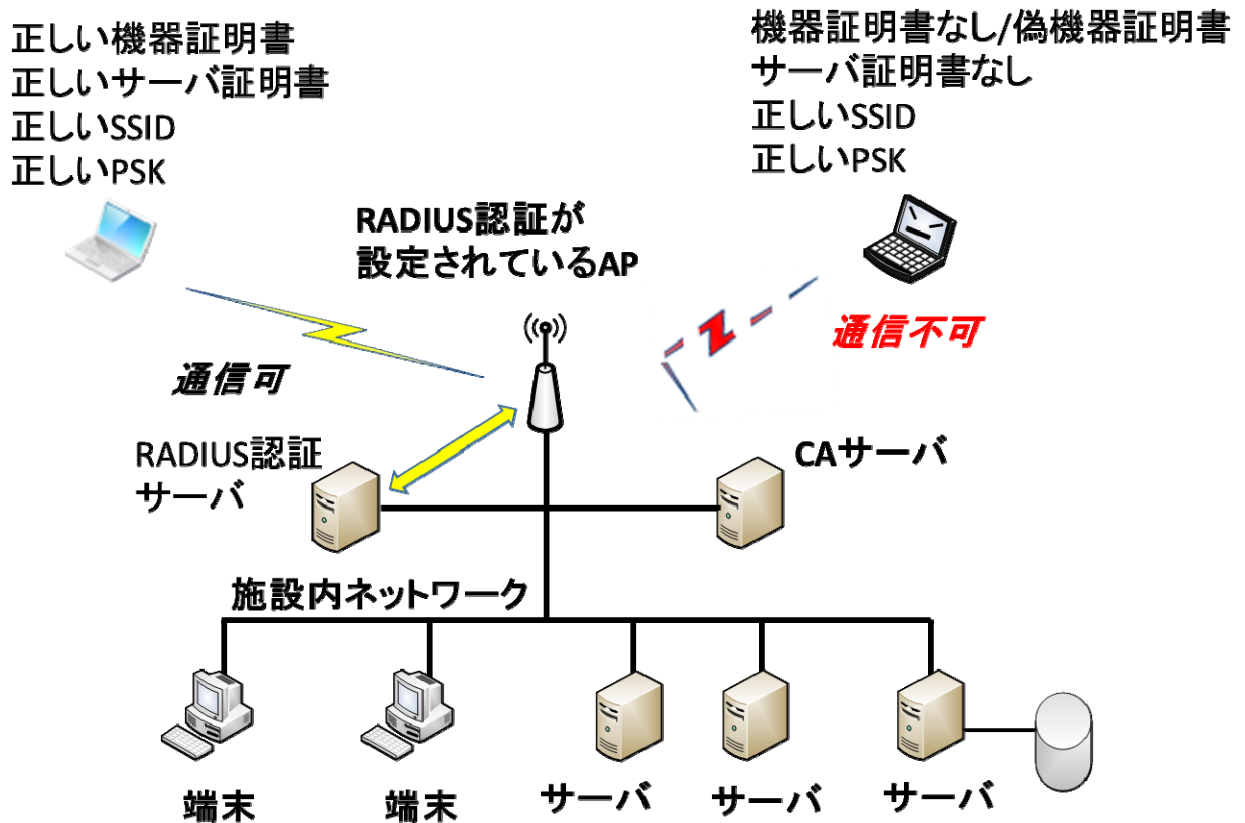 正しい機器証明書
正しいサーバ証明書
正しいSSID
正しいPSK
機器証明書なし/偽機器証明書
サーバ証明書なし
正しいSSID
正しいPSK
RADIUS認証が
設定されているAP
通信可
通信不可
RADIUS認証
サーバ
CAサーバ
施設内ネットワーク
端末
端末
サーバ
サーバ
サーバ